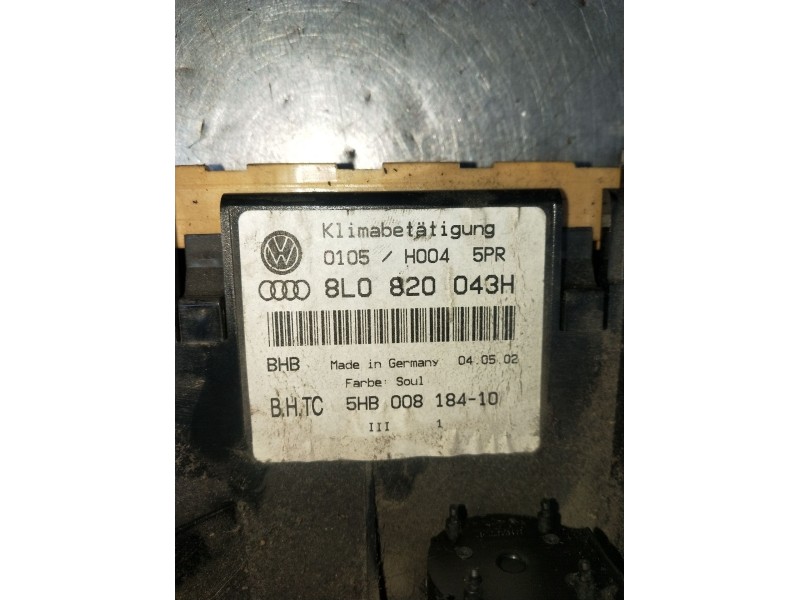 Klimabetätigung
0105 / H004 5PR
8L0 820 043H
BHB Made in Germany 04.05.02
Farbe: Soul
B.H.TC 5HB 008 184-10
III 1